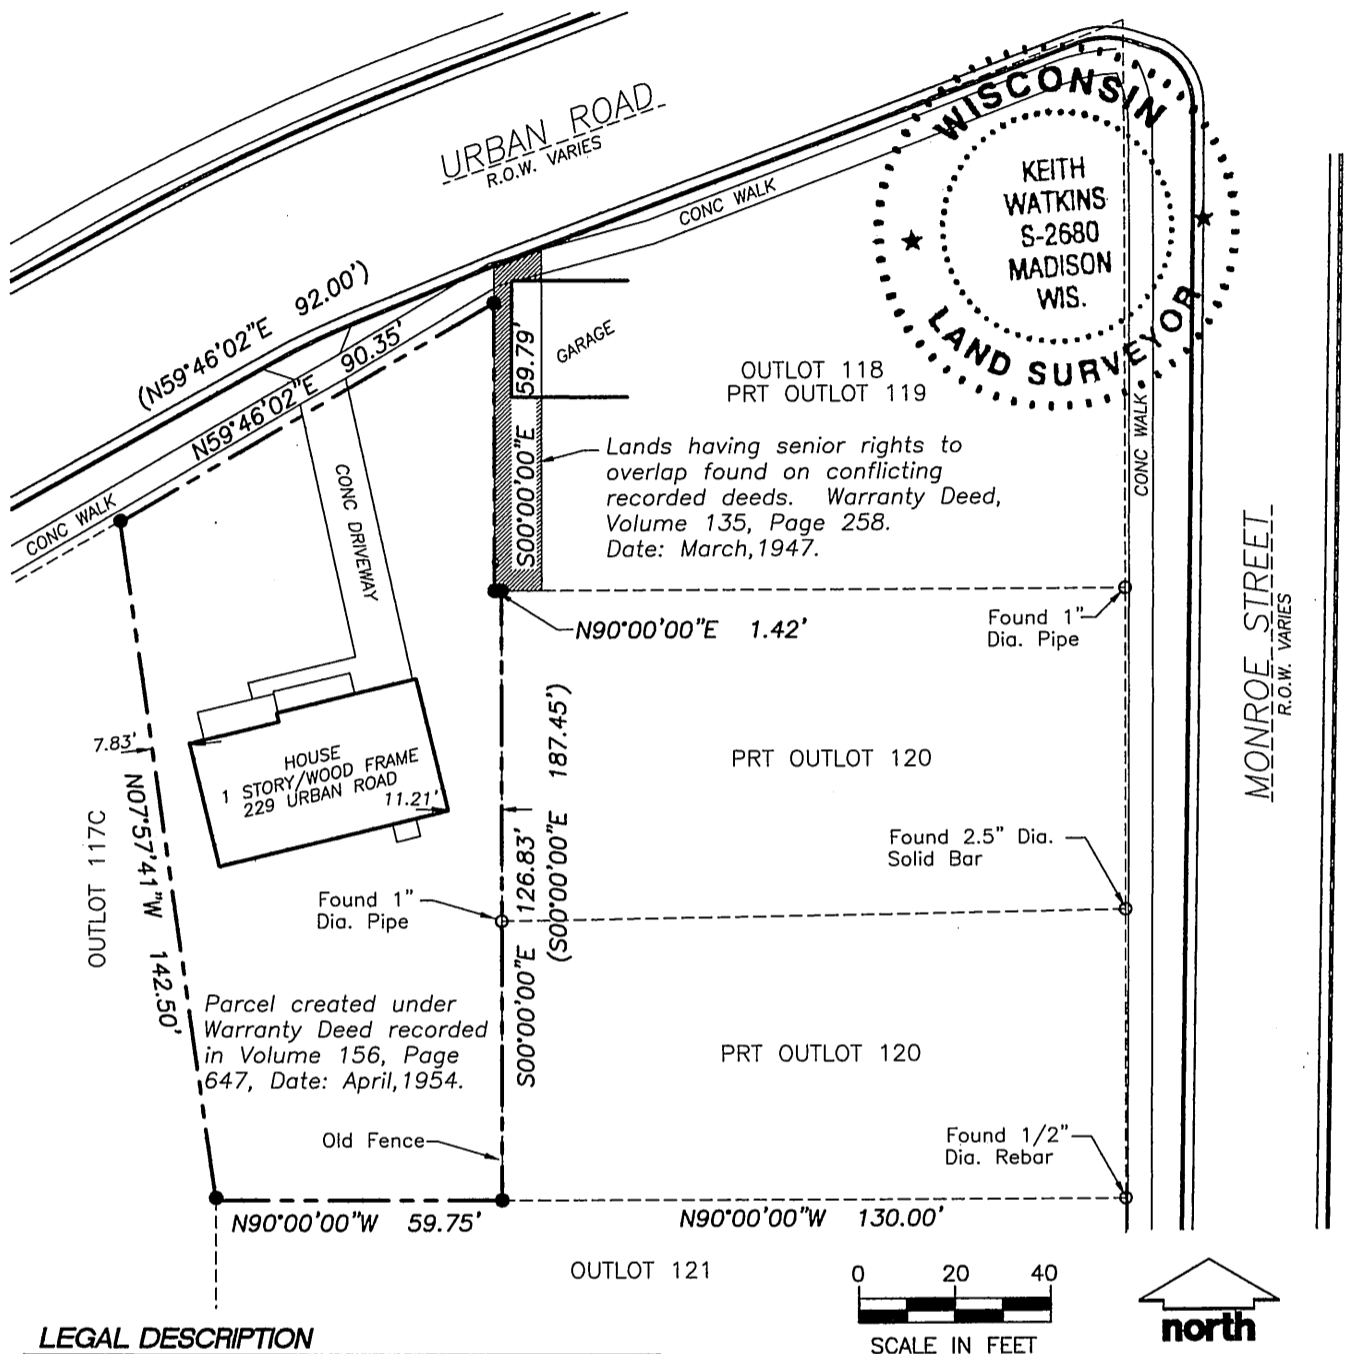 URBAN ROAD
R.O.W. VARIES
WISCONSIN
KEITH
WATKINS
S-2680
MADISON
WIS.
LAND SURVEYOR
CONC WALK
(N59°46'02"E 92.00')
N59°46'02"E 90.35'
CONC WALK
59.79'
S00°00'00"E
GARAGE
OUTLOT 118
PRT OUTLOT 119
CONC WALK
Lands having senior rights to
overlap found on conflicting
recorded deeds. Warranty Deed,
Volume 135, Page 258.
Date: March,1947.
CONC DRIVEWAY
MONROE STREET
R.O.W. VARIES
N90°00'00"E 1.42'
Found 1"
Dia. Pipe
7.83'
HOUSE
1 STORY/WOOD FRAME
229 URBAN ROAD
11.21'
(S00°00'00"E 187.45')
S00°00'00"E 126.83'
PRT OUTLOT 120
OUTLOT 117C
N07°57'41"W 142.50'
Found 2.5" Dia.
Solid Bar
Found 1"
Dia. Pipe
Parcel created under
Warranty Deed recorded
in Volume 156, Page
647, Date: April,1954.
PRT OUTLOT 120
Old Fence
Found 1/2"
Dia. Rebar
N90°00'00"W 59.75'
N90°00'00"W 130.00'
OUTLOT 121
0 20 40
SCALE IN FEET
north
LEGAL DESCRIPTION